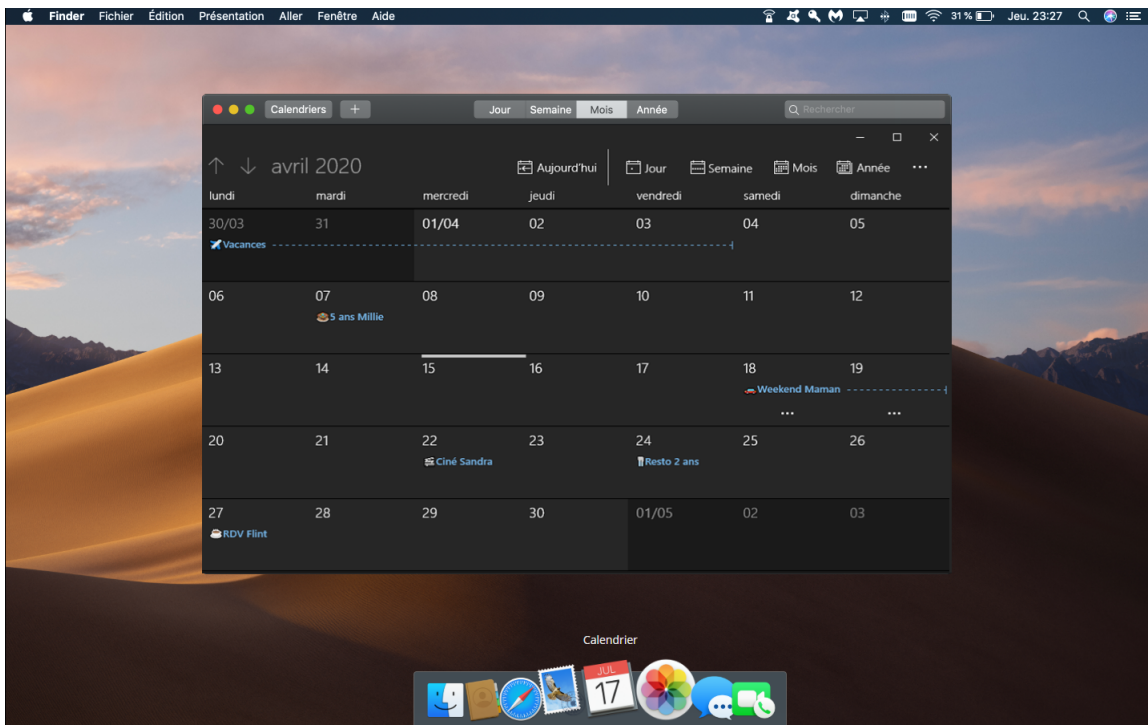 Finder Fichier Édition Présentation Aller Fenêtre Aide 31 % Jeu. 23:27
Calendriers + Jour Semaine Mois Année Rechercher
avril 2020 Aujourd'hui Jour Semaine Mois Année ...
lundi mardi mercredi jeudi vendredi samedi dimanche
30/03 31 01/04 02 03 04 05
Vacances
06 07 08 09 10 11 12
5 ans Millie
13 14 15 16 17 18 19
Weekend Maman
... ...
20 21 22 23 24 25 26
Ciné Sandra Resto 2 ans
27 28 29 30 01/05 02 03
RDV Flint
Calendrier
JUL
17